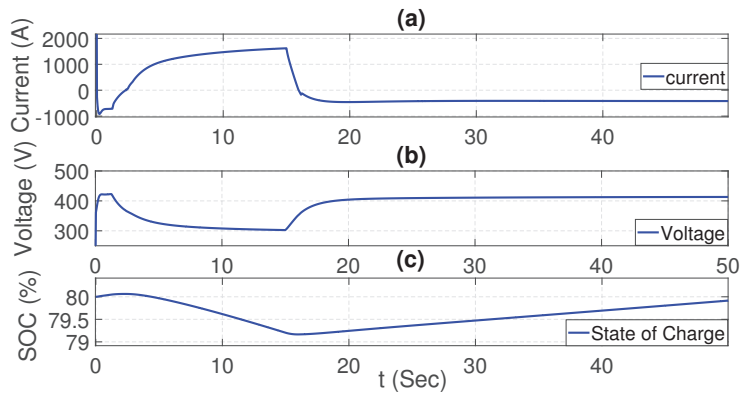 (a)
Current (A)
2000
1000
0
-1000
current
0
10
20
30
40
(b)
Voltage (V)
500
400
300
Voltage
0
10
20
30
40
50
(c)
SOC (%)
80
79.5
79
State of Charge
0
10
20
30
40
50
t (Sec)